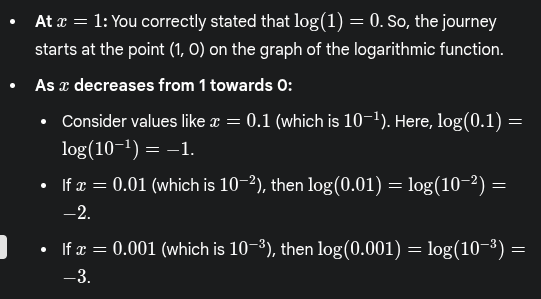 • At x = 1: You correctly stated that log(1) = 0. So, the journey
starts at the point (1, 0) on the graph of the logarithmic function.
• As x decreases from 1 towards 0:
• Consider values like x = 0.1 (which is 10⁻¹). Here, log(0.1) =
log(10⁻¹) = −1.
• If x = 0.01 (which is 10⁻²), then log(0.01) = log(10⁻²) =
−2.
• If x = 0.001 (which is 10⁻³), then log(0.001) = log(10⁻³) =
−3.